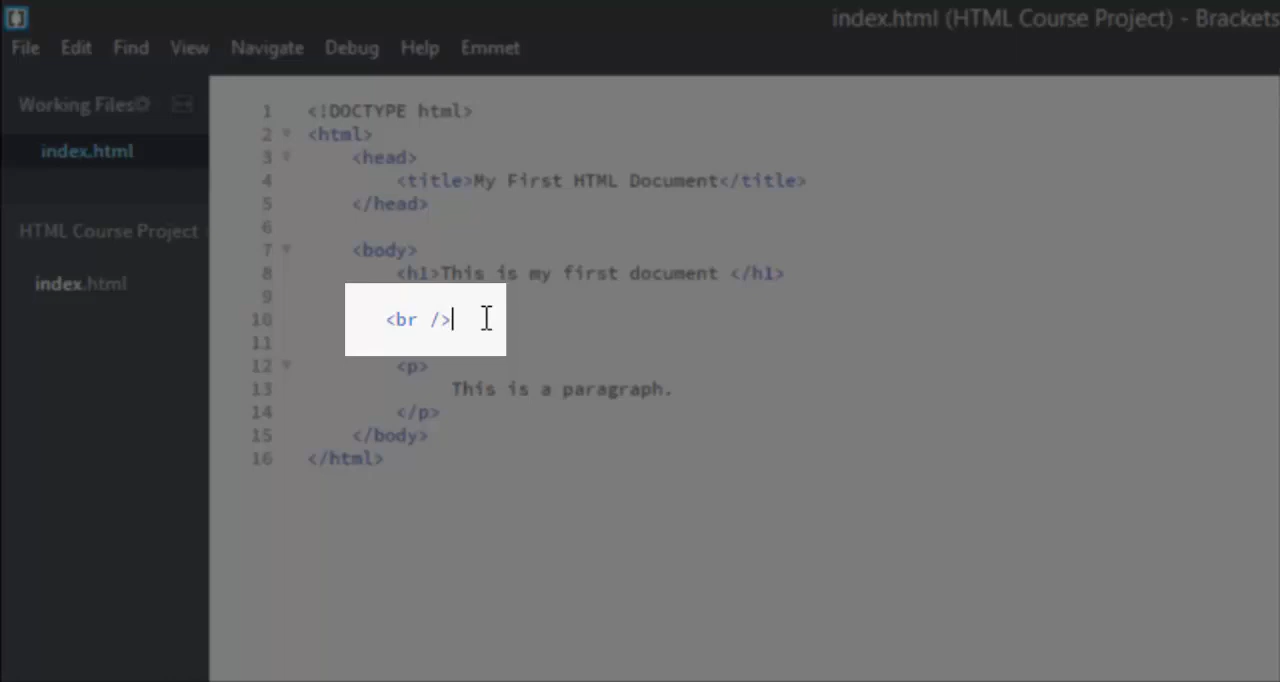 index.html (HTML Course Project) - Brackets
File Edit Find View Navigate Debug Help Emmet
Working Files
index.html
HTML Course Project
index.html
1 <!DOCTYPE html>
2 <html>
3 <head>
4 <title>My First HTML Document</title>
5 </head>
6
7 <body>
8 <h1>This is my first document </h1>
9
10 <br />
11
12 <p>
13 This is a paragraph.
14 </p>
15 </body>
16 </html>